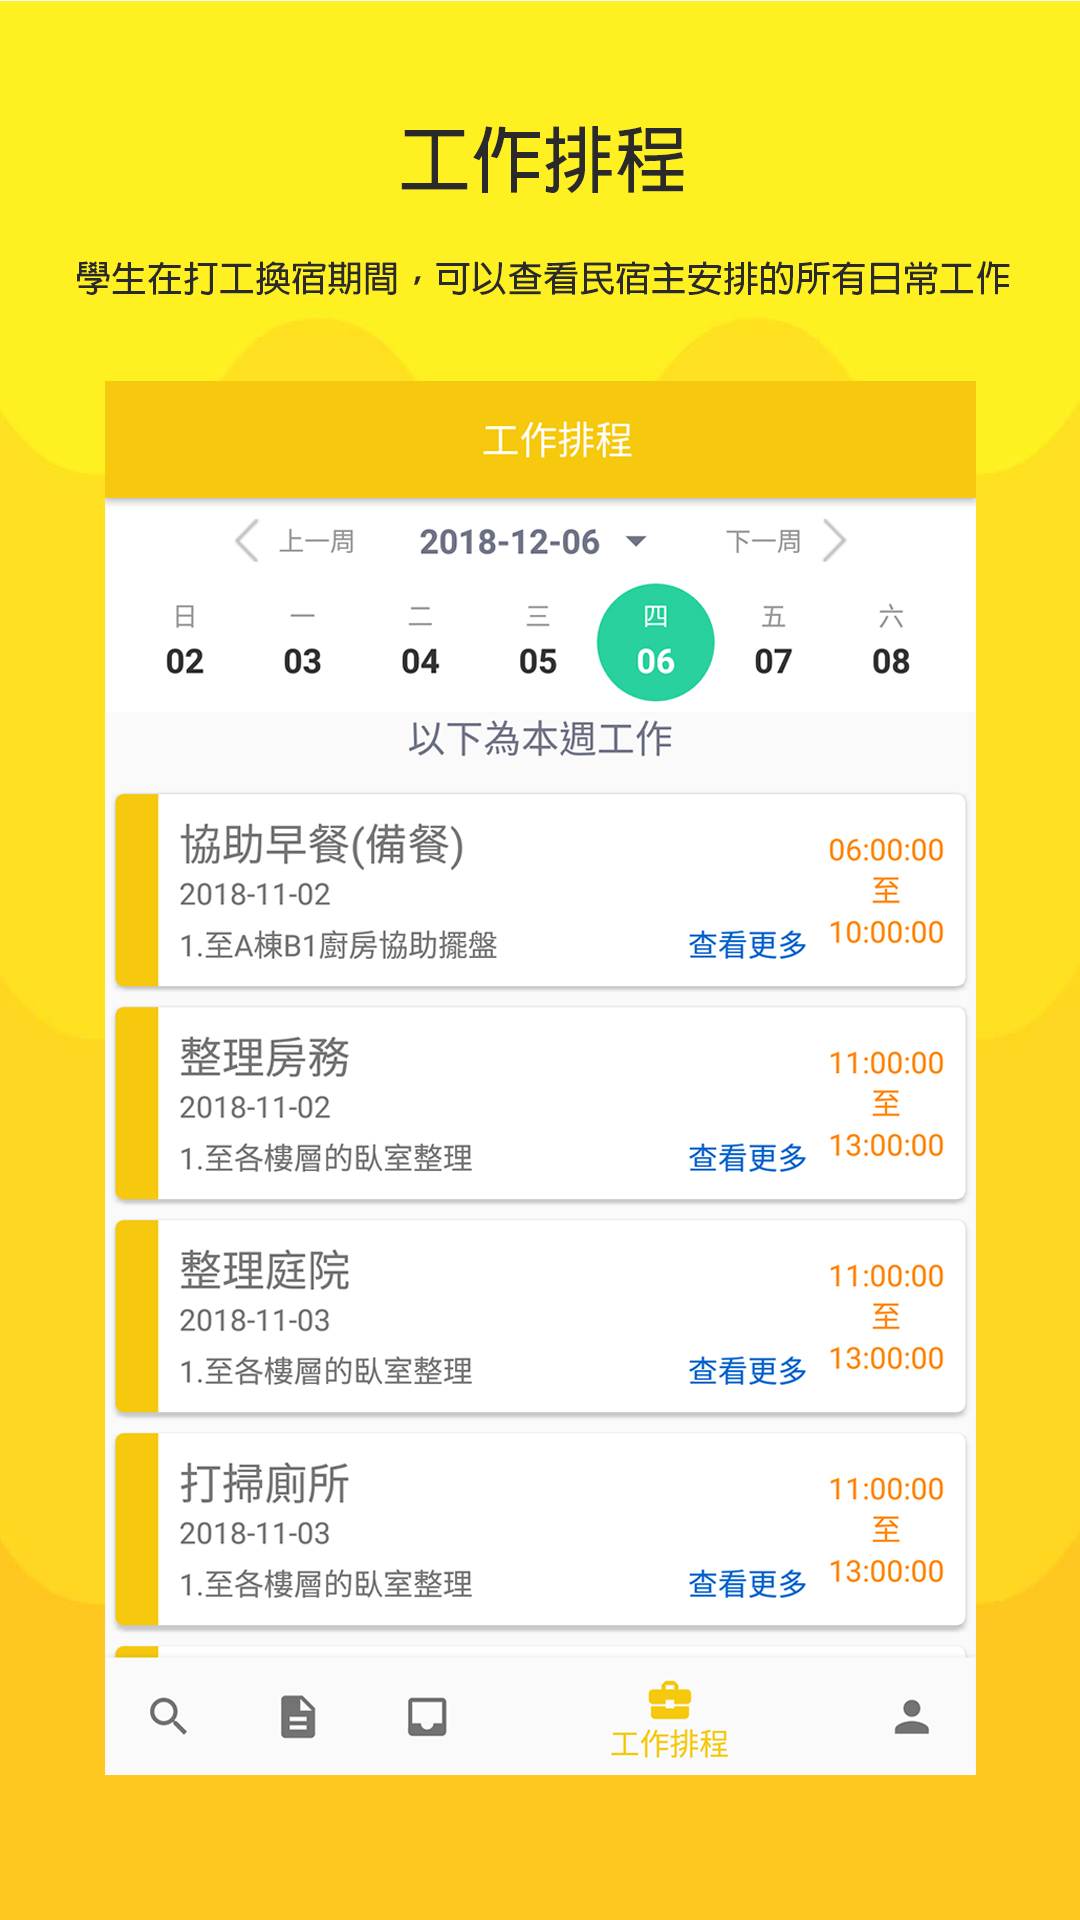 工作排程
學生在打工換宿期間，可以查看民宿主安排的所有日常工作
工作排程
上一周 2018-12-06 下一周
日 一 二 三 四 五 六
02 03 04 05 06 07 08
以下為本週工作
協助早餐(備餐)
2018-11-02
1.至A棟B1廚房協助擺盤
查看更多
06:00:00
至
10:00:00
整理房務
2018-11-02
1.至各樓層的臥室整理
查看更多
11:00:00
至
13:00:00
整理庭院
2018-11-03
1.至各樓層的臥室整理
查看更多
11:00:00
至
13:00:00
打掃廁所
2018-11-03
1.至各樓層的臥室整理
查看更多
11:00:00
至
13:00:00
工作排程